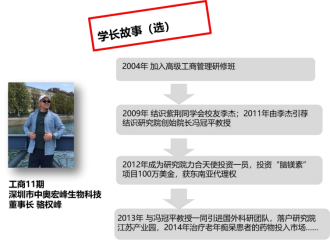 学长故事（选）
2004年 加入高级工商管理研修班
2009年 结识紫荆同学会校友李杰；2011年由李杰引荐
结识研究院创始院长冯冠平教授
2012年成为研究院力合天使投资一员，投资“脑镁素”
项目100万美金，获东南亚代理权
2013年 与冯冠平教授一同引进国外科研团队，落户研究院
江苏产业园，2014年治疗老年痴呆患者的药物投入市场......
工商11期
深圳市中奥宏峰生物科技
董事长 骆权峰